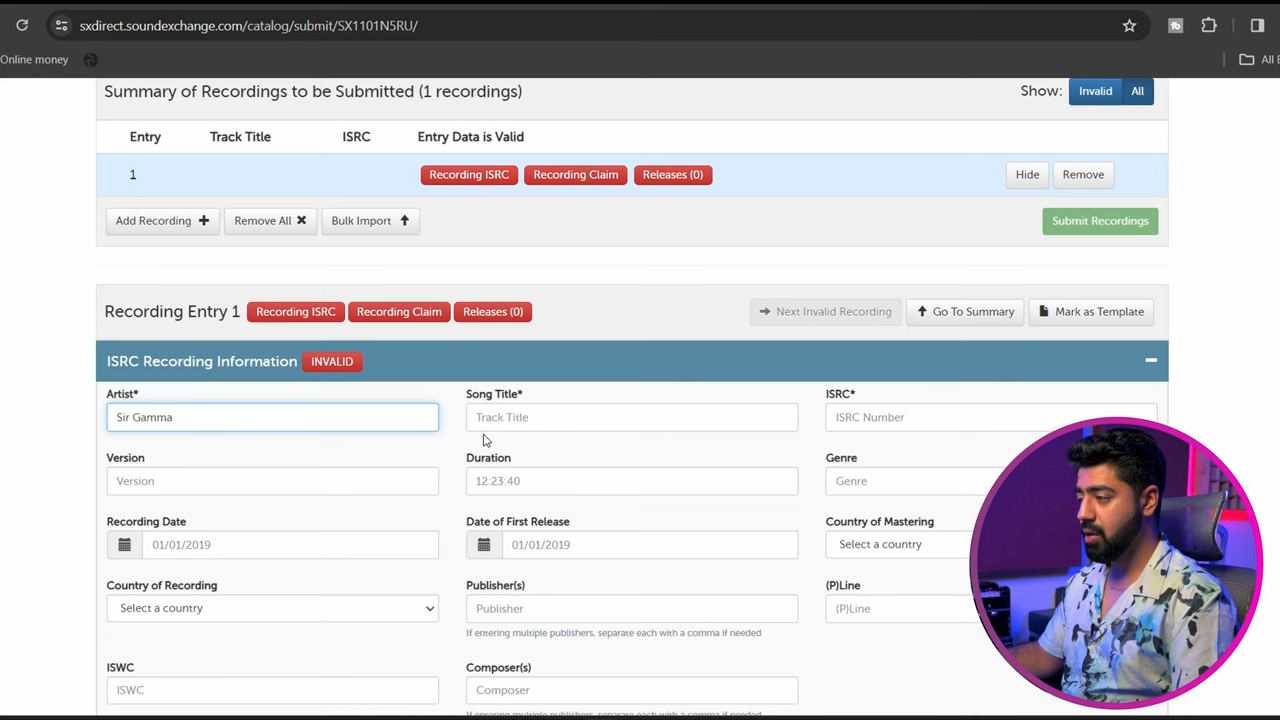 sxdirect.soundexchange.com/catalog/submit/SX1101N5RU/
Online money
All
Summary of Recordings to be Submitted (1 recordings)
Show: Invalid All
Entry Track Title ISRC Entry Data is Valid
1 Recording ISRC Recording Claim Releases (0) Hide Remove
Add Recording + Remove All Bulk Import Submit Recordings
Recording Entry 1 Recording ISRC Recording Claim Releases (0) Next Invalid Recording Go To Summary Mark as Template
ISRC Recording Information INVALID
Artist* Song Title* ISRC*
Sir Gamma Track Title ISRC Number
Version Duration Genre
Version 12:23:40 Genre
Recording Date Date of First Release Country of Mastering
01/01/2019 01/01/2019 Select a country
Country of Recording Publisher(s) (P)Line
Select a country Publisher (P)Line
If entering multiple publishers, separate each with a comma if needed
ISWC Composer(s)
ISWC Composer